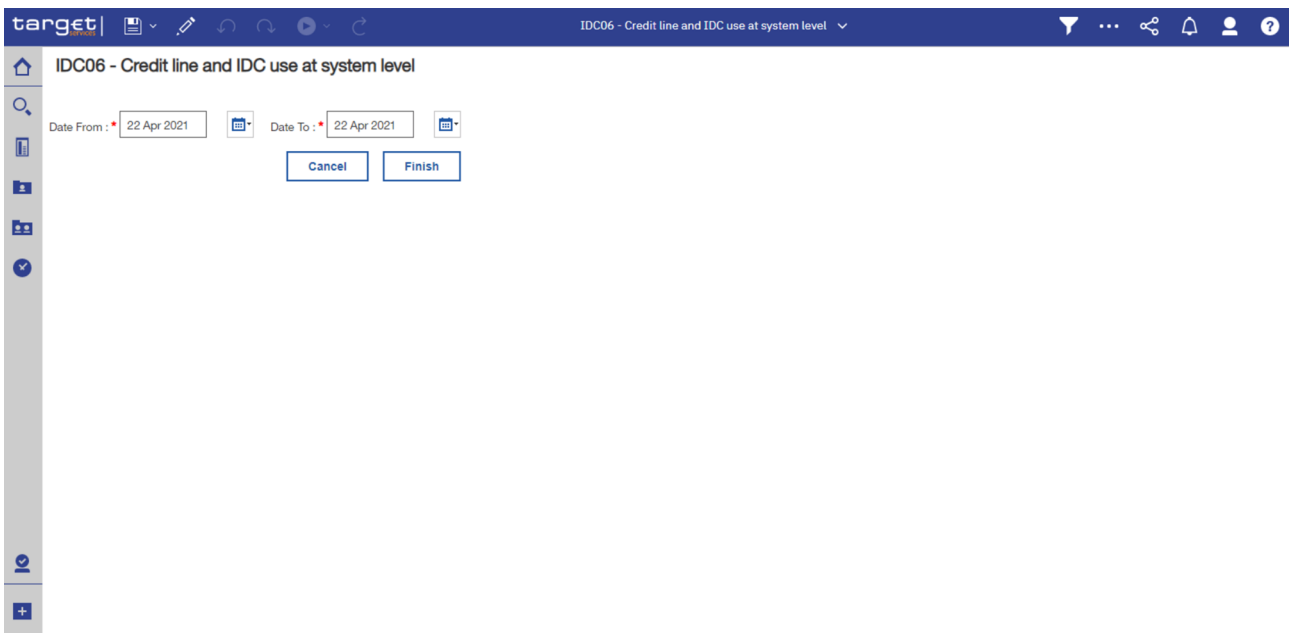 target|
services
IDC06 - Credit line and IDC use at system level
IDC06 - Credit line and IDC use at system level
Date From : * 22 Apr 2021 Date To : * 22 Apr 2021
Cancel Finish